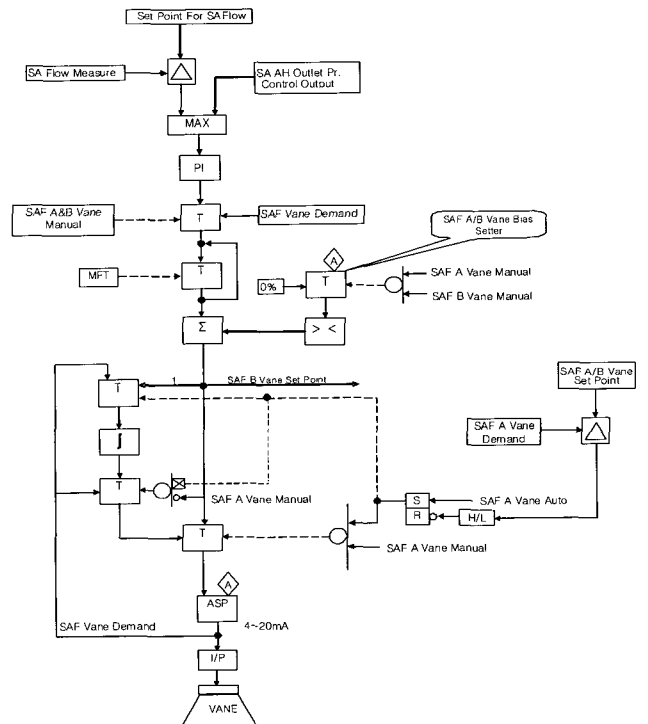 Set Point For SAFlow
SA Flow Measure
SA AH Outlet Pr.
Control Output
MAX
PI
SAF A&B Vane
Manual
T
SAF Vane Demand
SAF A/B Vane Bias
Setter
A
MFT
T
0%
T
SAF A Vane Manual
SAF B Vane Manual
Σ
> <
SAF A/B Vane
Set Point
1
SAF B Vane Set Point
T
SAF A Vane
Demand
∫
T
SAF A Vane Manual
S
R
H/L
SAF A Vane Auto
T
SAF A Vane Manual
A
ASP
SAF Vane Demand
4~20mA
I/P
VANE